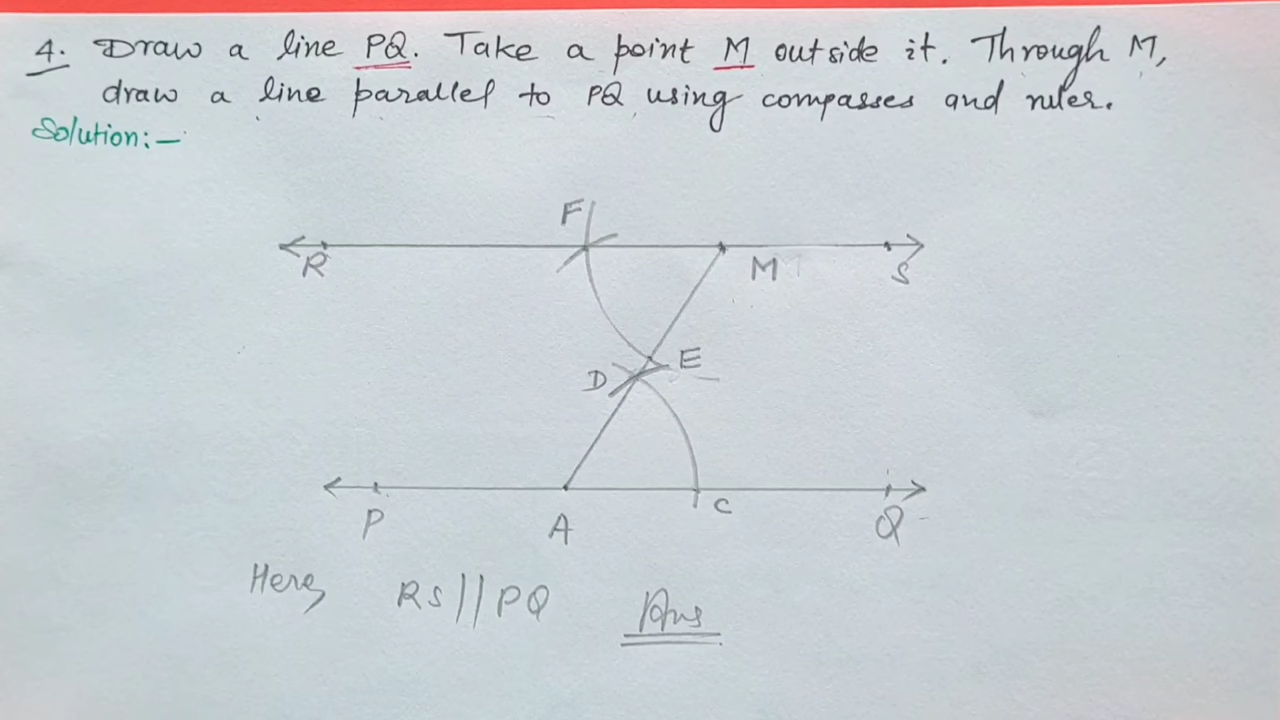 4. Draw a line PQ. Take a point M outside it. Through M,
draw a line parallel to PQ using compasses and ruler.
Solution:-
F
R M S
D E
P A C Q
Here, RS//PQ Ans